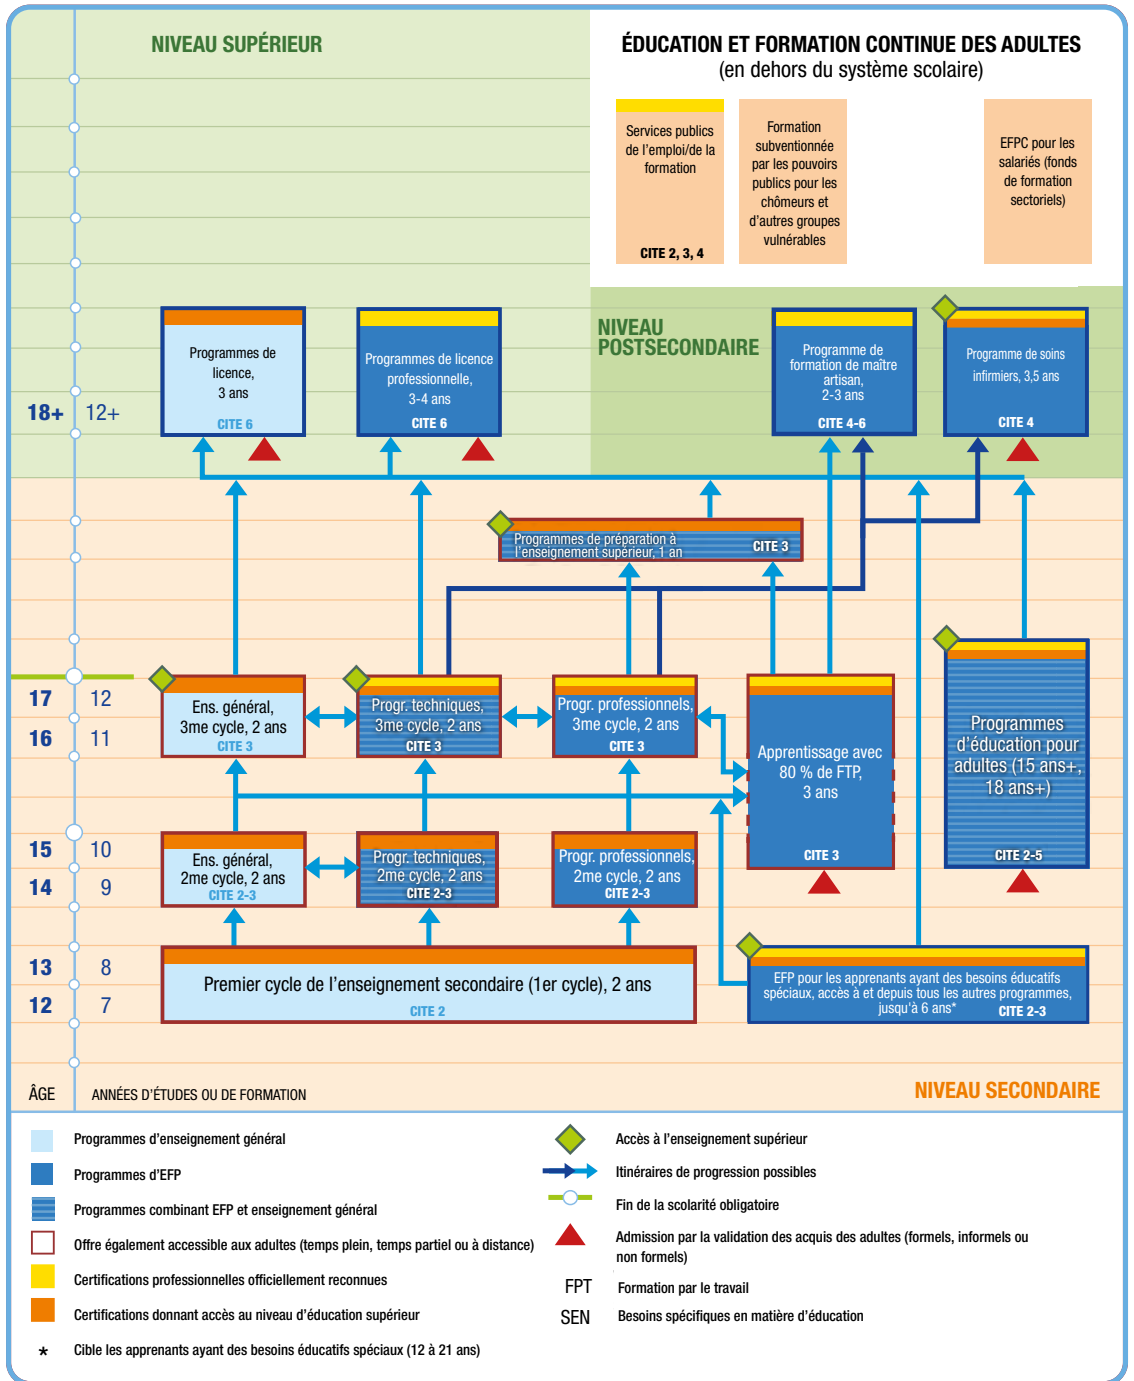 NIVEAU SUPÉRIEUR
ÉDUCATION ET FORMATION CONTINUE DES ADULTES
(en dehors du système scolaire)
Services publics
de l'emploi/de la
formation
CITE 2, 3, 4
Formation
subventionnée
par les pouvoirs
publics pour les
chômeurs et
d'autres groupes
vulnérables
EFPC pour les
salariés (fonds
de formation
sectoriels)
NIVEAU
POSTSECONDAIRE
Programmes de
licence,
3 ans
CITE 6
Programmes de licence
professionnelle,
3-4 ans
CITE 6
Programme de
formation de maître
artisan,
2-3 ans
CITE 4-6
Programme de soins
infirmiers, 3,5 ans
CITE 4
18+ 12+
Programmes de préparation à
l'enseignement supérieur, 1 an
CITE 3
17 12
16 11
Ens. général,
3me cycle, 2 ans
CITE 3
Progr. techniques,
3me cycle, 2 ans
CITE 3
Progr. professionnels,
3me cycle, 2 ans
CITE 3
Apprentissage avec
80 % de FTP,
3 ans
CITE 3
Programmes
d'éducation pour
adultes (15 ans+,
18 ans+)
CITE 2-5
15 10
14 9
Ens. général,
2me cycle, 2 ans
CITE 2-3
Progr. techniques,
2me cycle, 2 ans
CITE 2-3
Progr. professionnels,
2me cycle, 2 ans
CITE 2-3
13 8
12 7
Premier cycle de l'enseignement secondaire (1er cycle), 2 ans
CITE 2
EFP pour les apprenants ayant des besoins éducatifs
spéciaux, accès à et depuis tous les autres programmes,
jusqu'à 6 ans* CITE 2-3
ÂGE ANNÉES D'ÉTUDES OU DE FORMATION
NIVEAU SECONDAIRE
Programmes d'enseignement général
Programmes d'EFP
Programmes combinant EFP et enseignement général
Offre également accessible aux adultes (temps plein, temps partiel ou à distance)
Certifications professionnelles officiellement reconnues
Certifications donnant accès au niveau d'éducation supérieur
* Cible les apprenants ayant des besoins éducatifs spéciaux (12 à 21 ans)
Accès à l'enseignement supérieur
Itinéraires de progression possibles
Fin de la scolarité obligatoire
Admission par la validation des acquis des adultes (formels, informels ou
non formels)
FPT Formation par le travail
SEN Besoins spécifiques en matière d'éducation